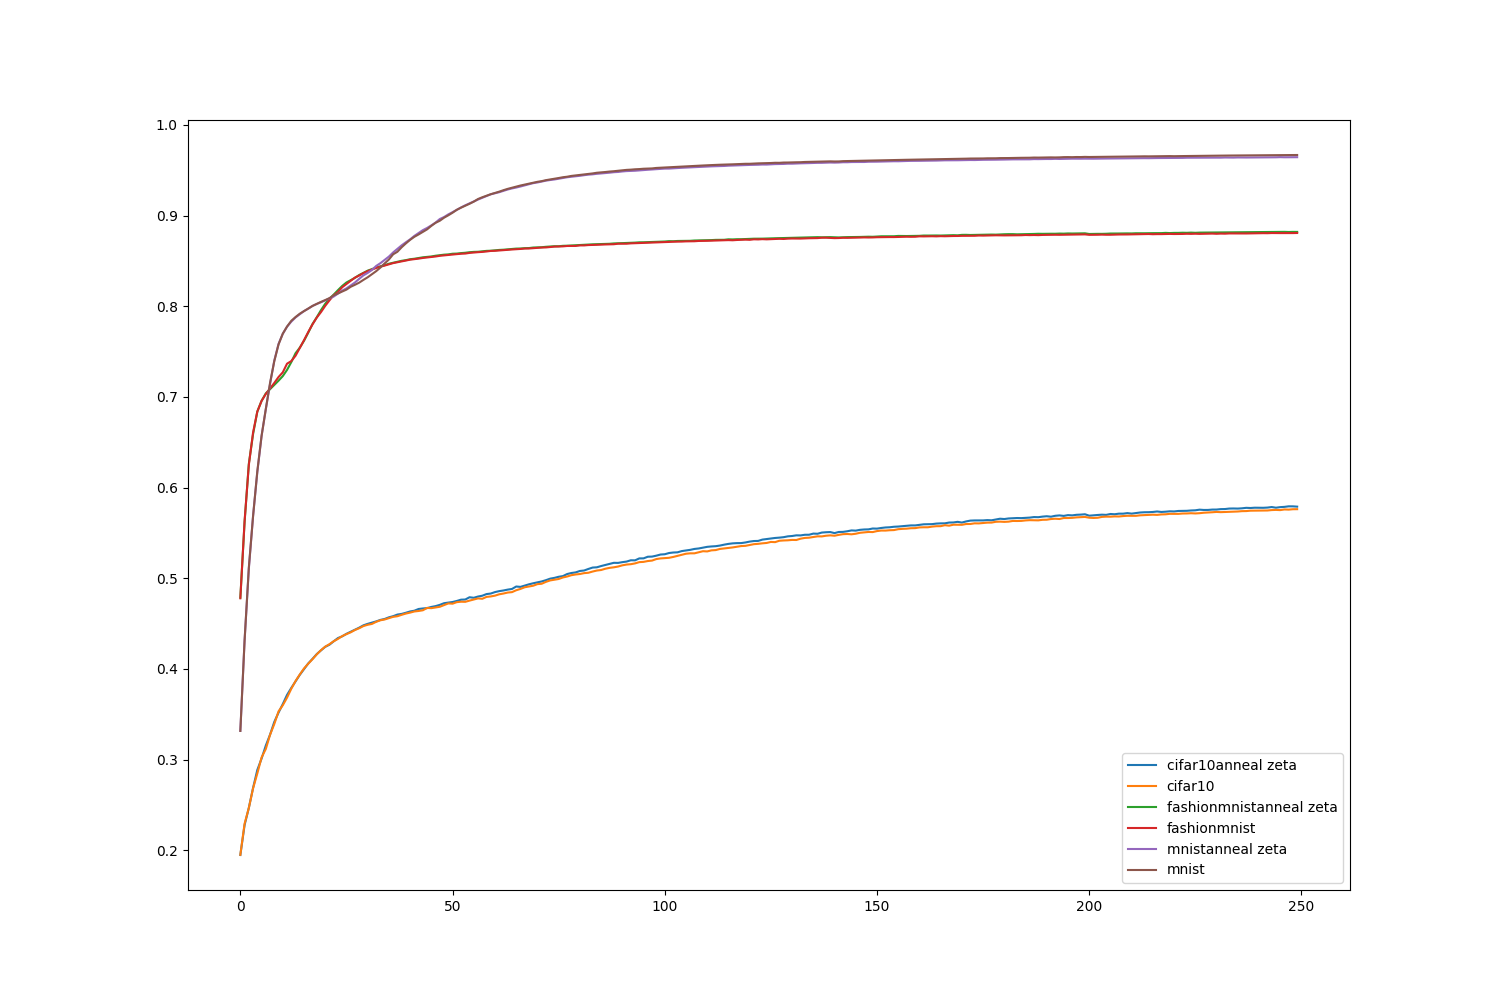 1.0
0.9
0.8
0.7
0.6
0.5
0.4
0.3
0.2
0 50 100 150 200 250
cifar10anneal zeta
cifar10
fashionmnistanneal zeta
fashionmnist
mnistanneal zeta
mnist